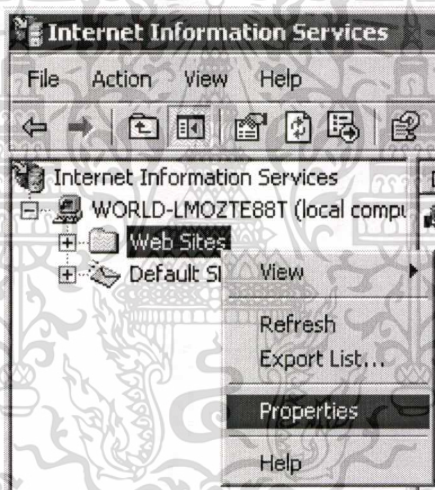 Internet Information Services
File Action View Help
Internet Information Services
WORLD-LMOZTE88T (local compu
Web Sites
Default S
View
Refresh
Export List...
Properties
Help